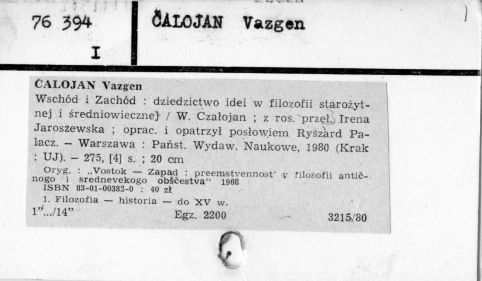 76 394
I
ČALOJAN Vazgen
ČALOJAN Vazgen
Wschód i Zachód : dziedzictwo idei w filozofii starożyt-
nej i średniowiecznej / W. Czałojan ; z ros. przeł. Irena
Jaroszewska ; oprac. i opatrzył posłowiem Ryszard Pa-
lacz. – Warszawa : Państ. Wydaw. Naukowe, 1980 (Krak
: UJ). – 275, [4] s. ; 20 cm
Oryg. : „Vostok — Zapad : preemstvennost' v filosofii antič-
nogo i srednevekogo obščestva" 1968
ISBN 83-01-00382-0 : 40 zł
1. Filozofia — historia — do XV w.
1"…/14"
Egz. 2200
3215/80